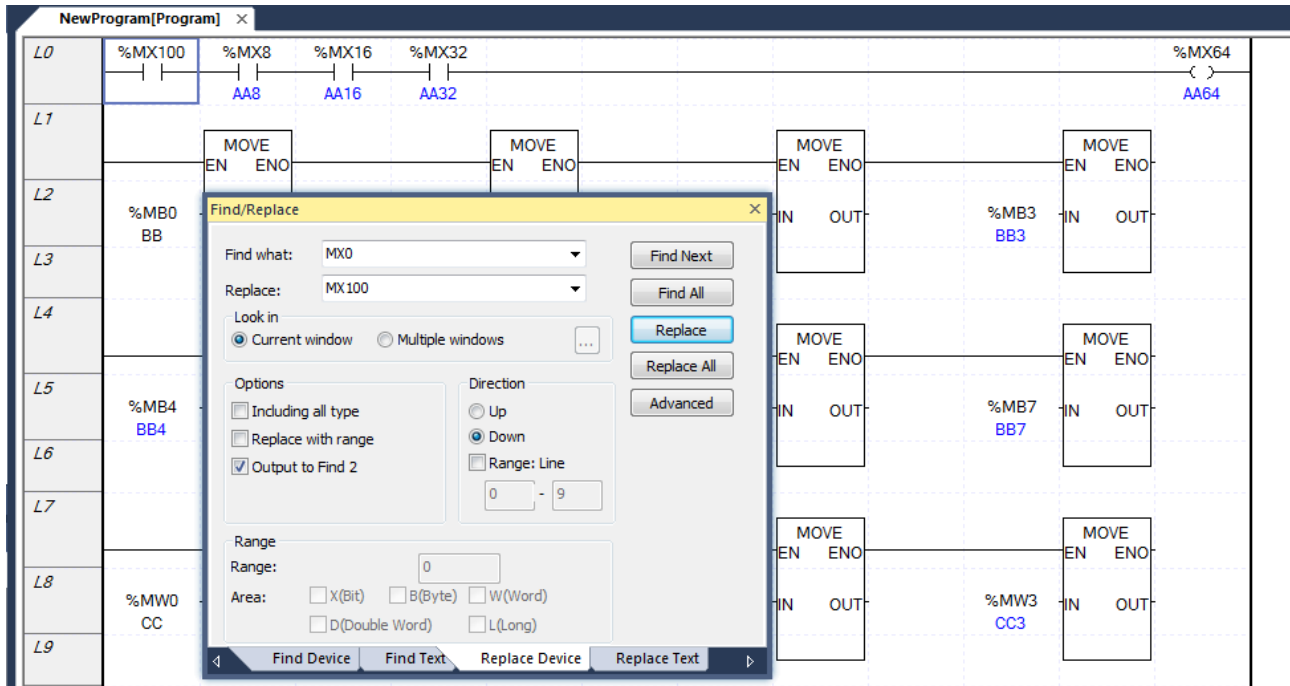 NewProgram[Program] ×
L0 %MX100 %MX8 %MX16 %MX32 %MX64
AA8 AA16 AA32 AA64
L1
MOVE MOVE MOVE MOVE
EN ENO EN ENO EN ENO EN ENO
L2
%MB0 Find/Replace × IN OUT %MB3 IN OUT
BB BB3
L3 Find what: MX0 Find Next
Replace: MX100 Find All
L4 Look in
Current window Multiple windows ... Replace MOVE MOVE
EN ENO EN ENO
Replace All
L5 Options Direction
%MB4 Including all type Up Advanced IN OUT %MB7 IN OUT
BB4 Replace with range Down BB7
L6 Output to Find 2 Range: Line
0 - 9
L7
Range MOVE MOVE
Range: 0 EN ENO EN ENO
L8
%MW0 Area: X(Bit) B(Byte) W(Word) IN OUT %MW3 IN OUT
CC D(Double Word) L(Long) CC3
L9 Find Device Find Text Replace Device Replace Text